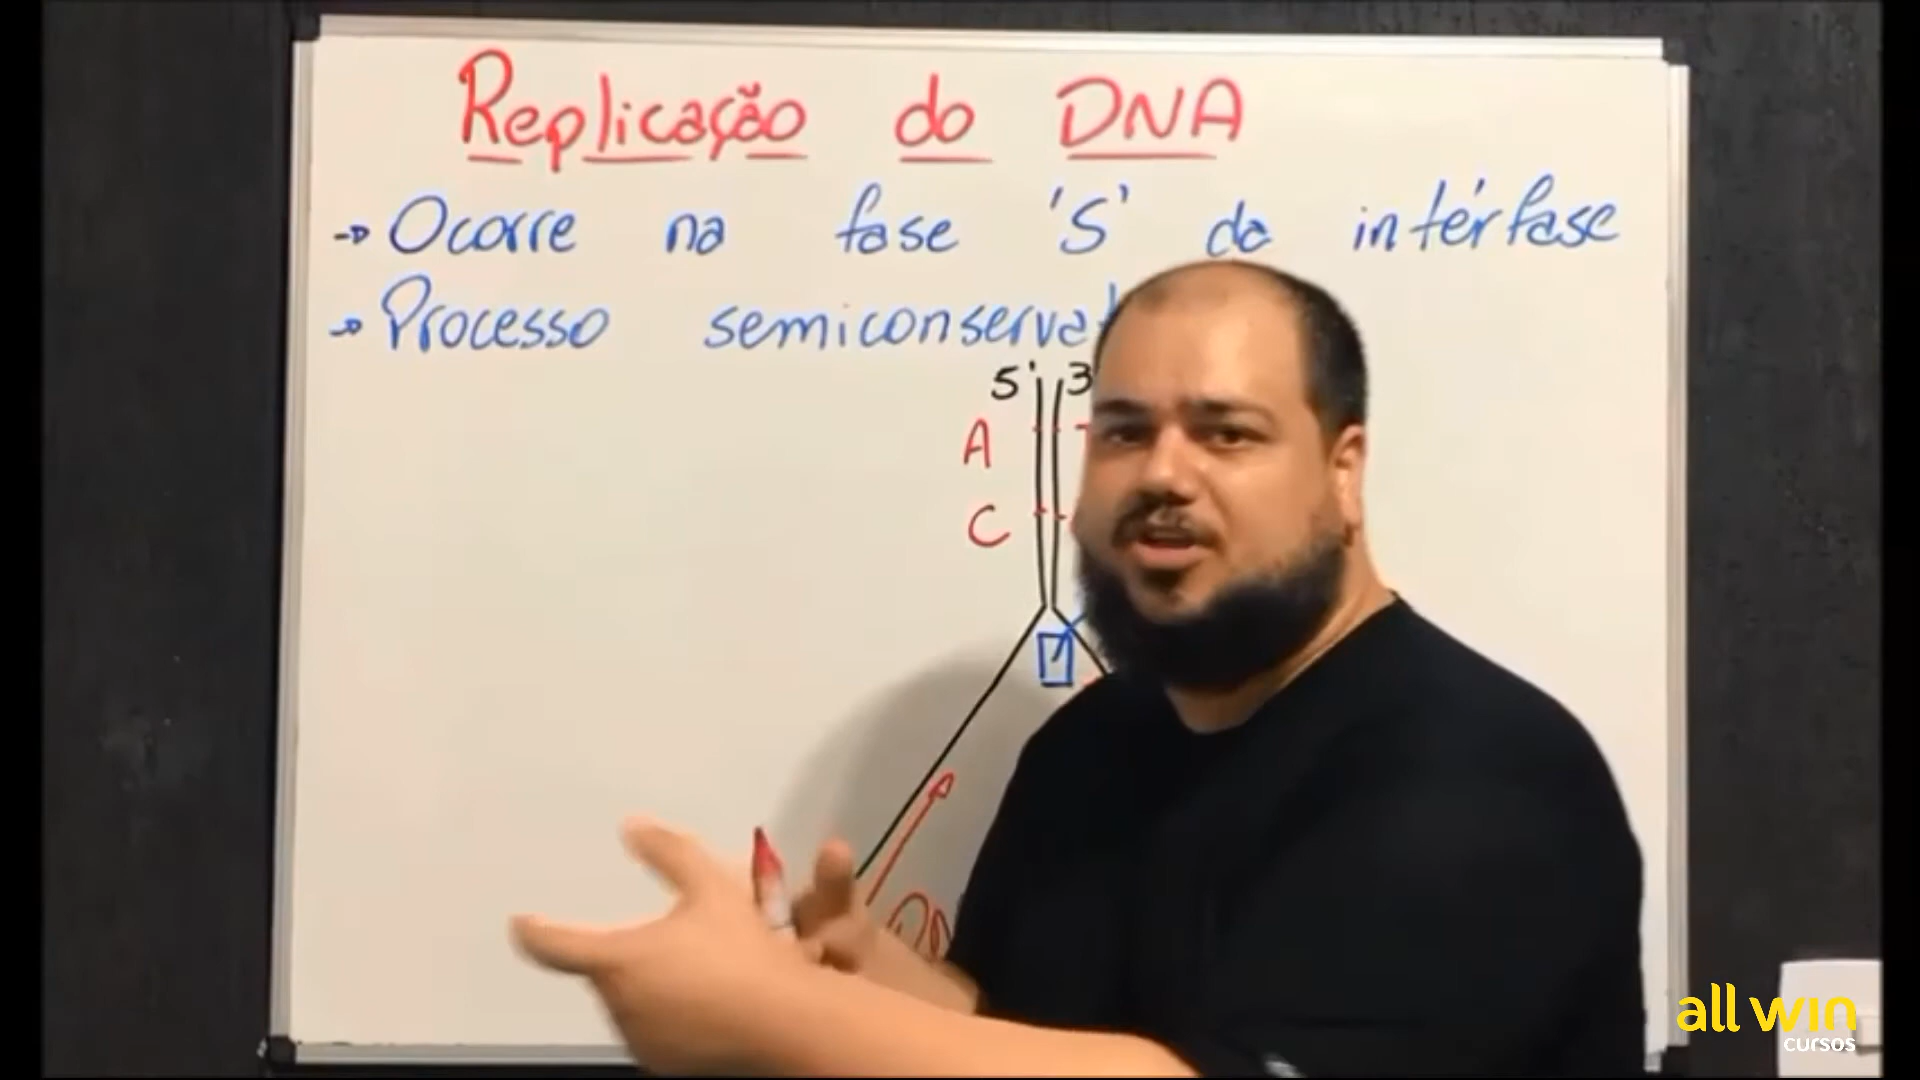 Replicação do DNA
→ Ocorre na fase 'S' da intérfase
→ Processo
5' 3
A
C
all win
cursos